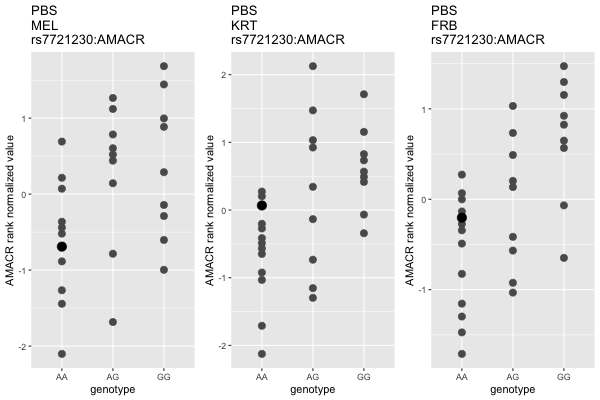 PBS
MEL
rs7721230:AMACR
AMACR rank normalized value
1
0
-1
-2
AA AG GG
genotype
PBS
KRT
rs7721230:AMACR
AMACR rank normalized value
2
1
0
-1
-2
AA AG GG
genotype
PBS
FRB
rs7721230:AMACR
AMACR rank normalized value
1
0
-1
AA AG GG
genotype